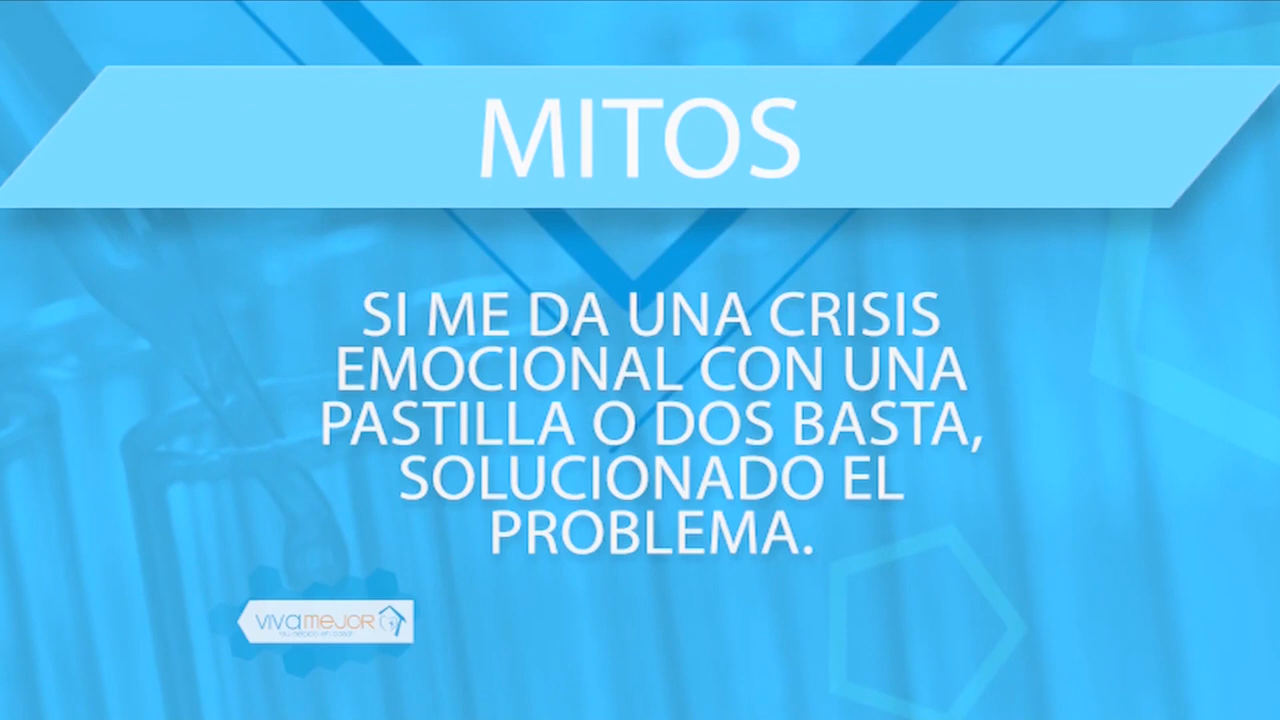 MITOS
SI ME DA UNA CRISIS
EMOCIONAL CON UNA
PASTILLA O DOS BASTA,
SOLUCIONADO EL
PROBLEMA.
VIVAMEJOR